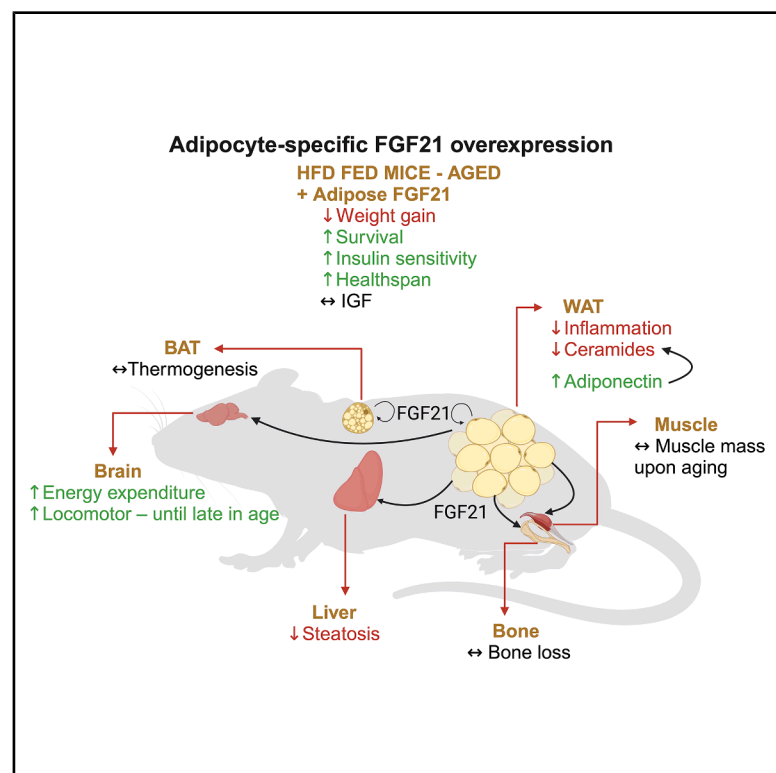 Adipocyte-specific FGF21 overexpression
HFD FED MICE - AGED
+ Adipose FGF21
↓Weight gain
↑Survival
↑Insulin sensitivity
↑Healthspan
↔ IGF
WAT
↓Inflammation
↓Ceramides
↑Adiponectin
BAT
↔Thermogenesis
FGF21
Muscle
↔ Muscle mass
upon aging
Brain
↑Energy expenditure
↑Locomotor – until late in age
FGF21
Liver
↓Steatosis
Bone
↔ Bone loss